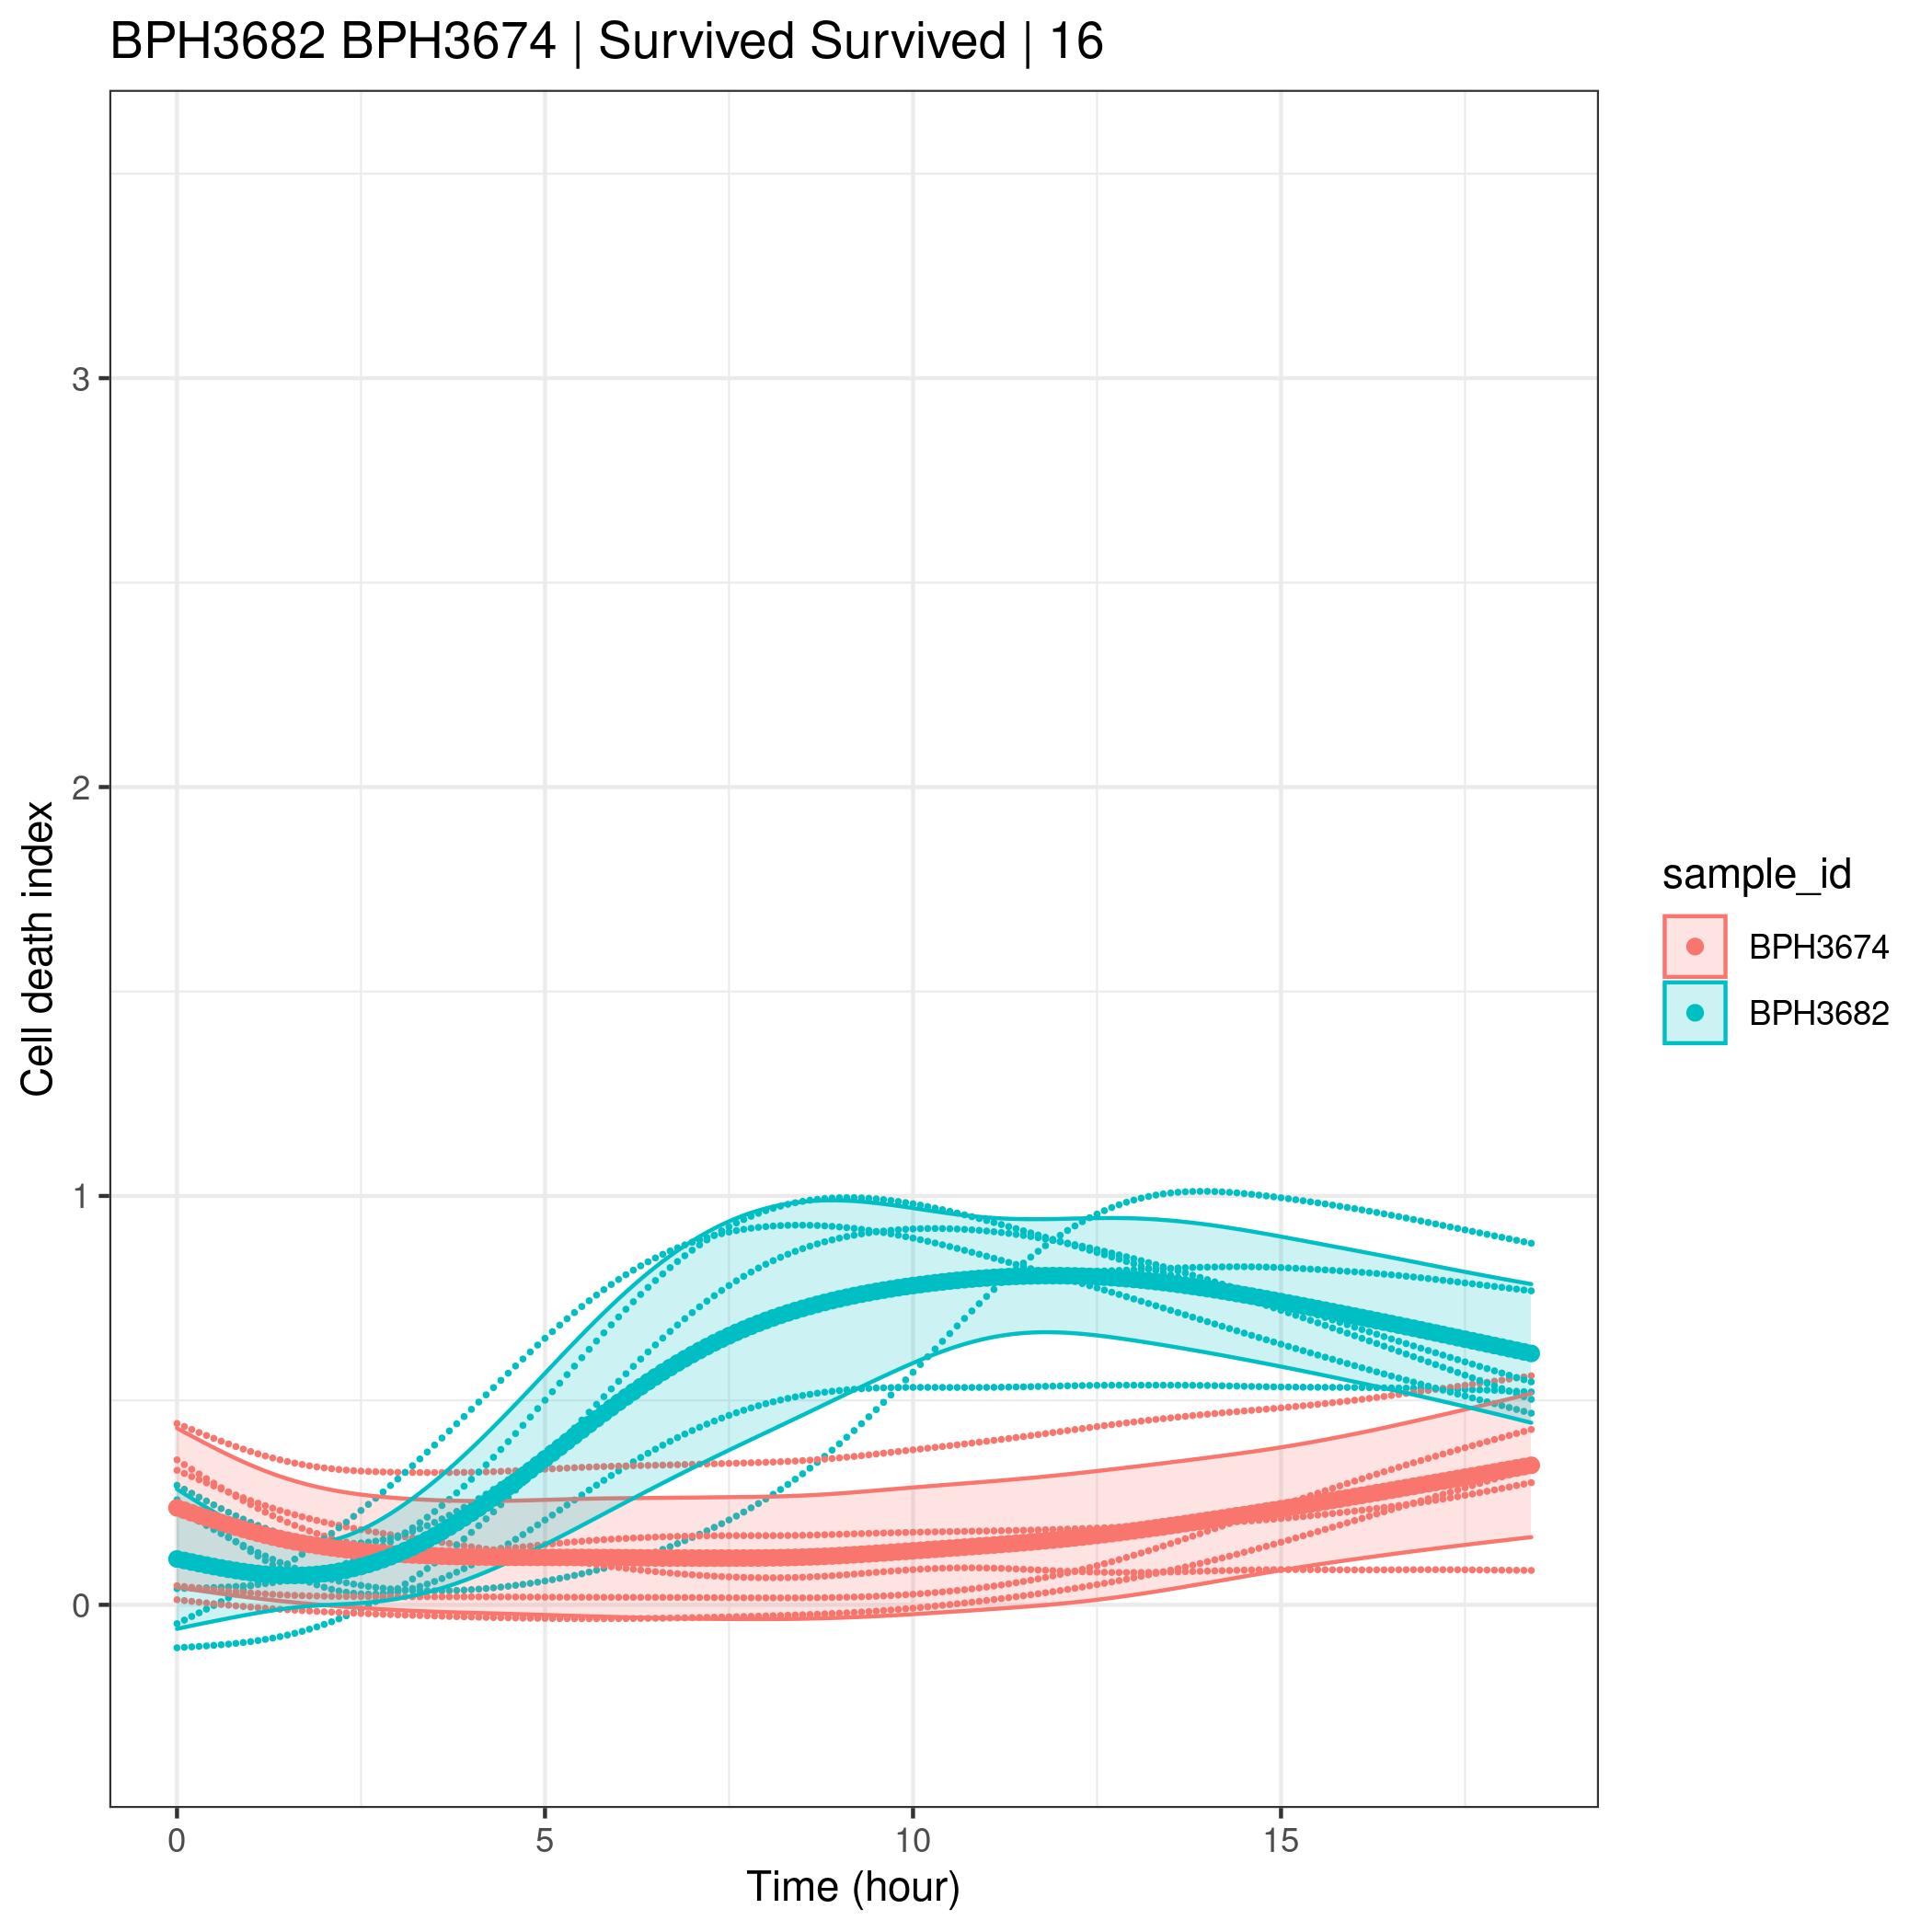 BPH3682 BPH3674 | Survived Survived | 16
3
2
1
0
Cell death index
0 5 10 15
Time (hour)
sample_id
BPH3674
BPH3682